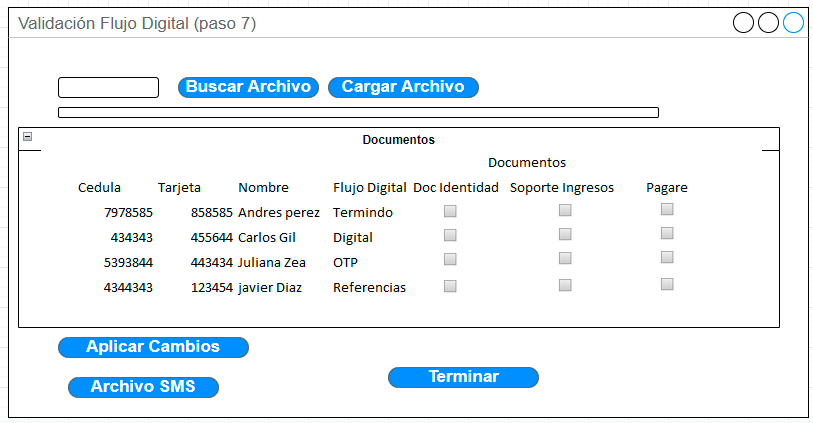 Validación Flujo Digital (paso 7)
Buscar Archivo Cargar Archivo
Documentos
Documentos
Cedula Tarjeta Nombre Flujo Digital Doc Identidad Soporte Ingresos Pagare
7978585 858585 Andres perez Termindo
434343 455644 Carlos Gil Digital
5393844 443434 Juliana Zea OTP
4344343 123454 javier Diaz Referencias
Aplicar Cambios
Terminar
Archivo SMS